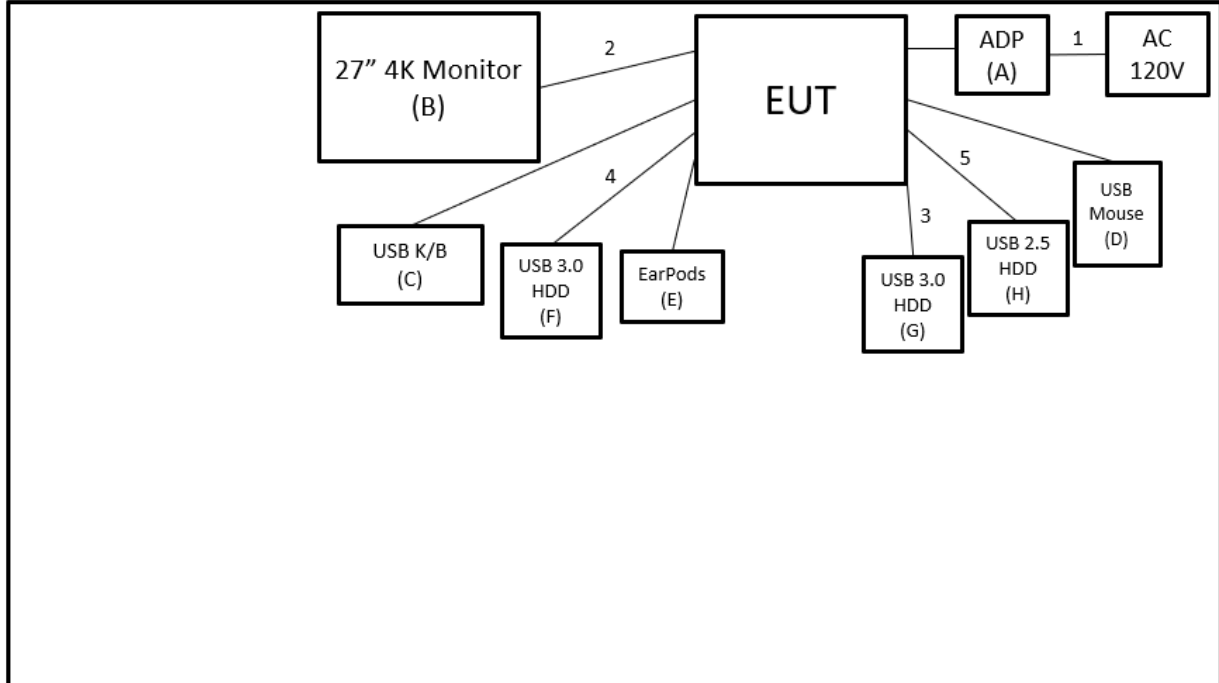 27” 4K Monitor
(B)
2
EUT
ADP
(A)
1
AC
120V
4
5
3
USB K/B
(C)
USB 3.0
HDD
(F)
EarPods
(E)
USB 3.0
HDD
(G)
USB 2.5
HDD
(H)
USB
Mouse
(D)